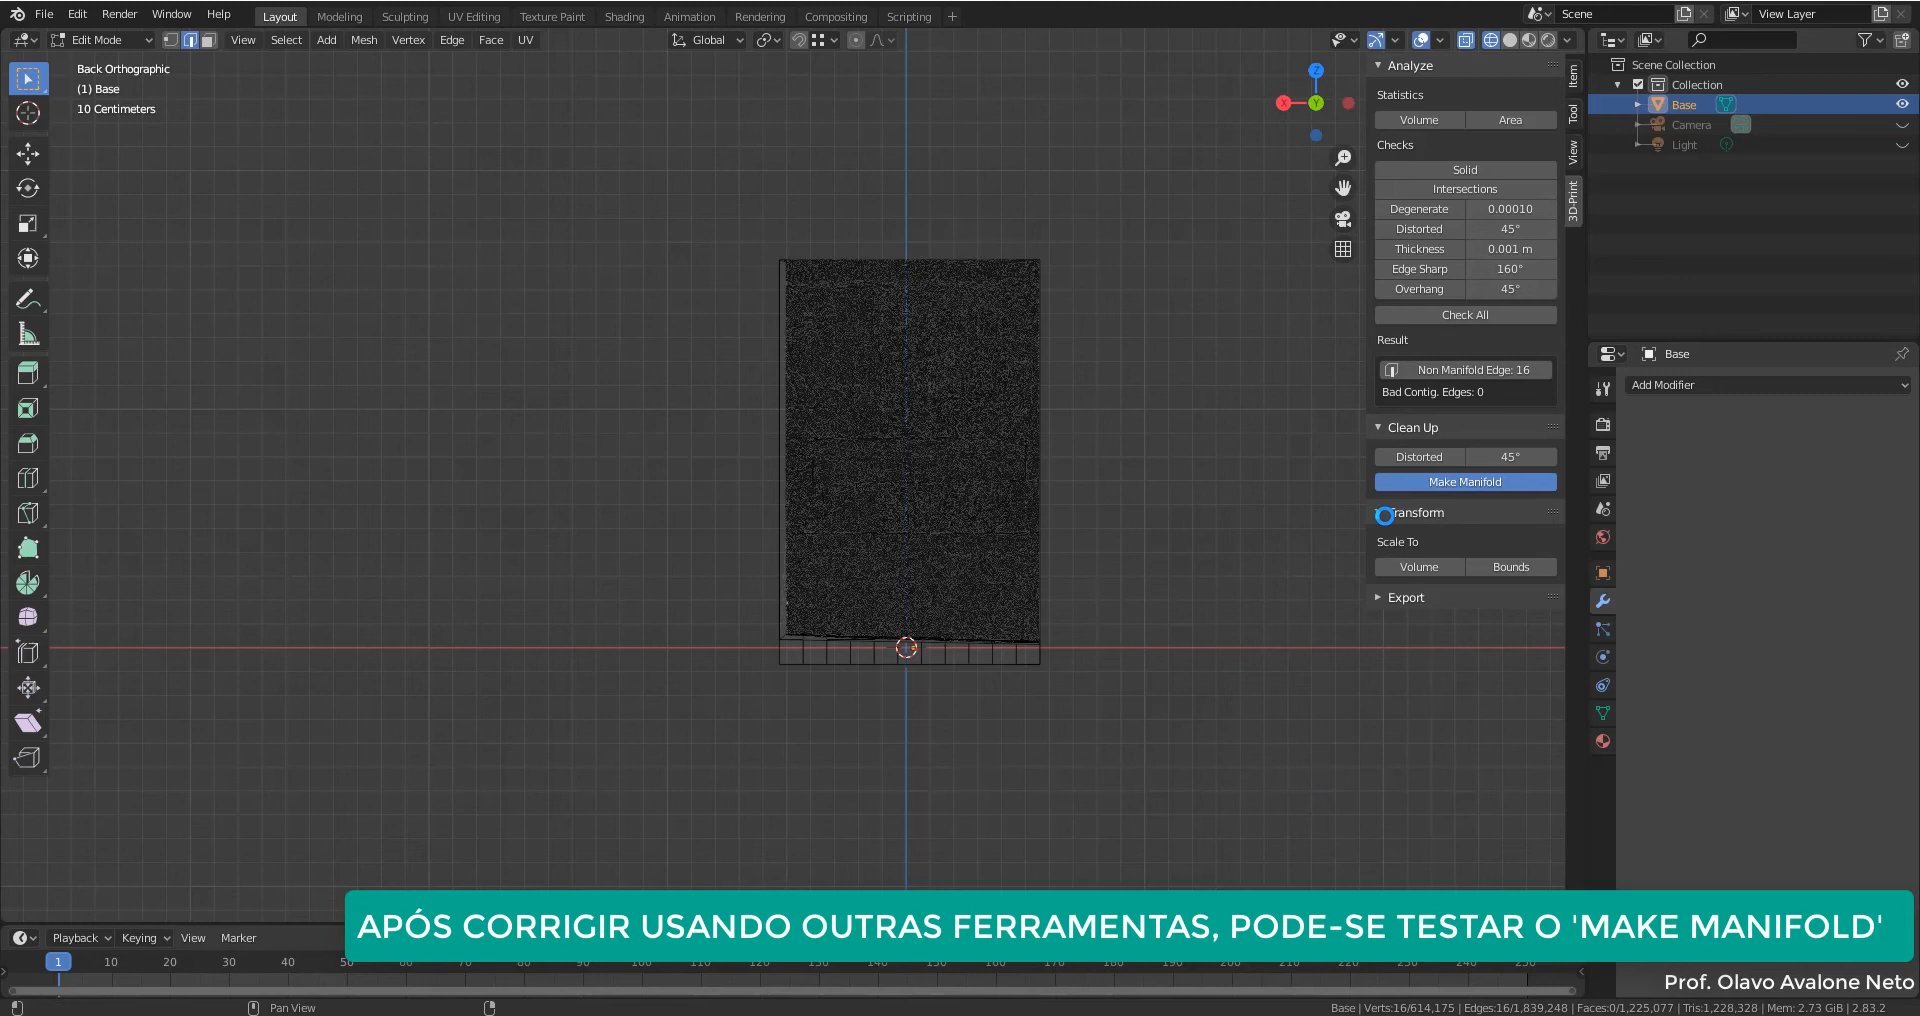 File Edit Render Window Help Layout Modeling Sculpting UV Editing Texture Paint Shading Animation Rendering Compositing Scripting + Scene View Layer
Edit Mode View Select Add Mesh Vertex Edge Face UV Global
Back Orthographic
(1) Base
10 Centimeters
Z
X
Y
Analyze
Statistics
Volume Area
Checks
Solid
Intersections
Degenerate 0.00010
Distorted 45°
Thickness 0.001 m
Edge Sharp 160°
Overhang 45°
Check All
Result
Non Manifold Edge: 16
Bad Contig. Edges: 0
Clean Up
Distorted 45°
Make Manifold
Transform
Scale To
Volume Bounds
Export
Item
Tool
View
3D-Print
Scene Collection
Collection
Base
Camera
Light
Base
Add Modifier
APÓS CORRIGIR USANDO OUTRAS FERRAMENTAS, PODE-SE TESTAR O 'MAKE MANIFOLD'
Playback Keying View Marker
1 10 20 30 40
Prof. Olavo Avalone Neto
Pan View
Base | Verts:16/614,175 | Edges:16/1,839,248 | Faces:0/1,225,077 | Tris:1,228,328 | Mem: 2.73 GiB | 2.83.2